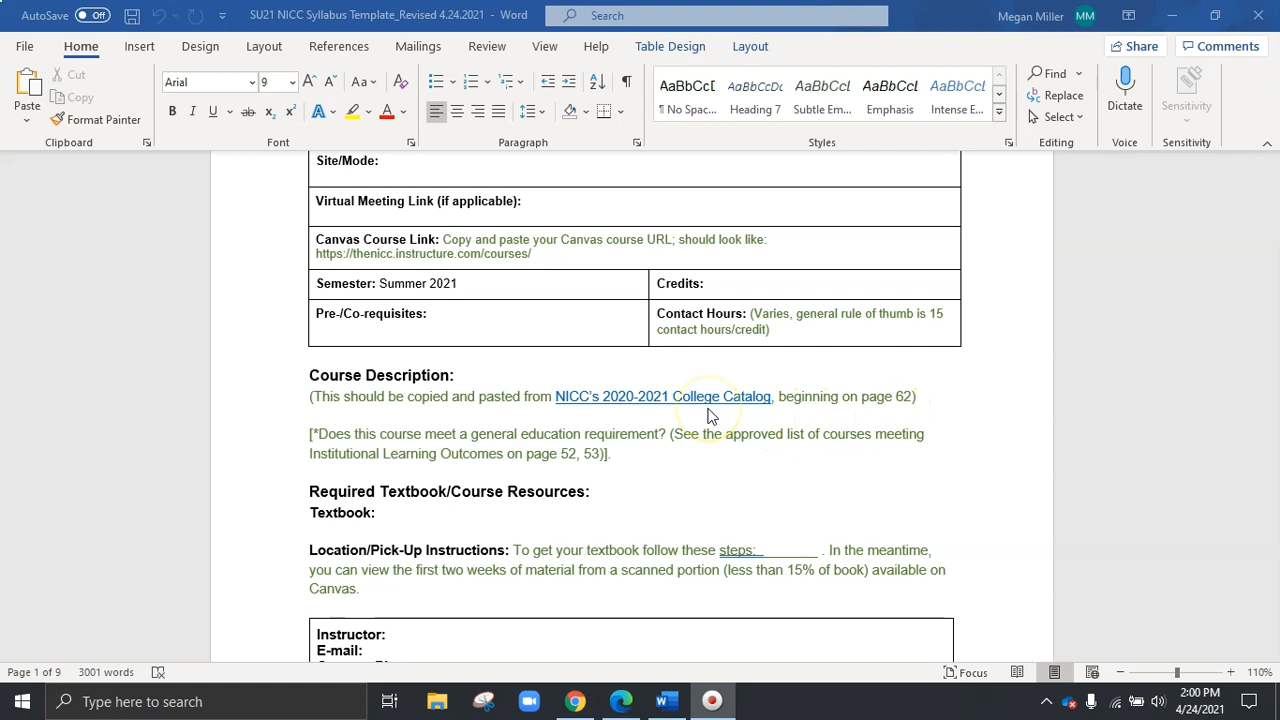 AutoSave Off SU21 NICC Syllabus Template_Revised 4.24.2021 - Word Search Megan Miller MM
File Home Insert Design Layout References Mailings Review View Help Table Design Layout Share Comments
Paste Cut Copy Format Painter
Arial 9 Aa
B I U ab x₂ x² A A
AaBbCcD AaBbCcDc AaBbCcDd AaBbCcD AaBbCcDd
¶ No Spac... Heading 7 Subtle Em... Emphasis Intense E...
Find Replace Select
Dictate Sensitivity
Clipboard Font Paragraph Styles Editing Voice Sensitivity
Site/Mode:
Virtual Meeting Link (if applicable):
Canvas Course Link: Copy and paste your Canvas course URL; should look like:
https://thenicc.instructure.com/courses/
Semester: Summer 2021 Credits:
Pre-/Co-requisites: Contact Hours: (Varies, general rule of thumb is 15
contact hours/credit)
Course Description:
(This should be copied and pasted from NICC's 2020-2021 College Catalog, beginning on page 62)
[*Does this course meet a general education requirement? (See the approved list of courses meeting
Institutional Learning Outcomes on page 52, 53)].
Required Textbook/Course Resources:
Textbook:
Location/Pick-Up Instructions: To get your textbook follow these steps: ______ . In the meantime,
you can view the first two weeks of material from a scanned portion (less than 15% of book) available on
Canvas.
Instructor:
E-mail:
Page 1 of 9 3001 words Focus 110%
Type here to search 2:00 PM
4/24/2021